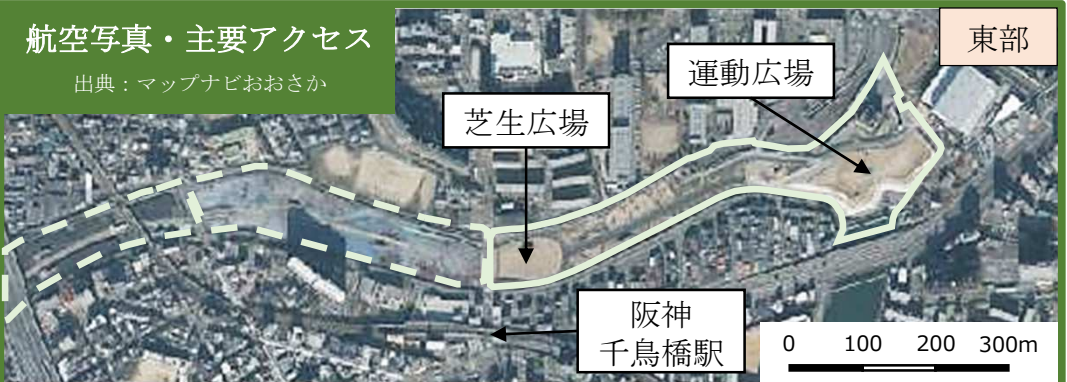 航空写真・主要アクセス
出典：マップナビおおさか
東部
運動広場
芝生広場
阪神
千鳥橋駅
0 100 200 300m